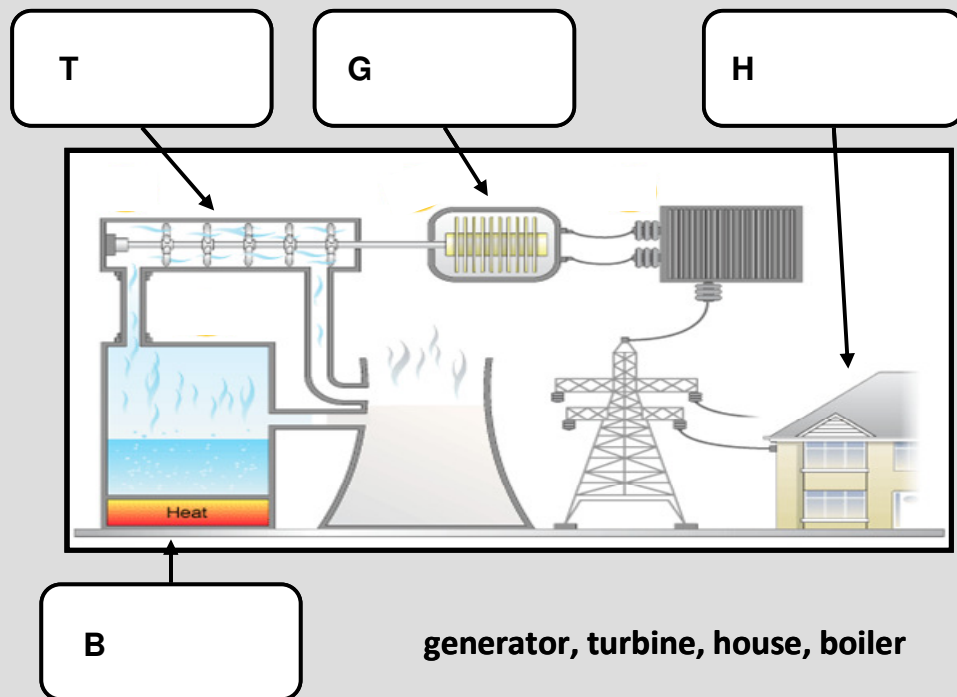 T
G
H
Heat
B
generator, turbine, house, boiler